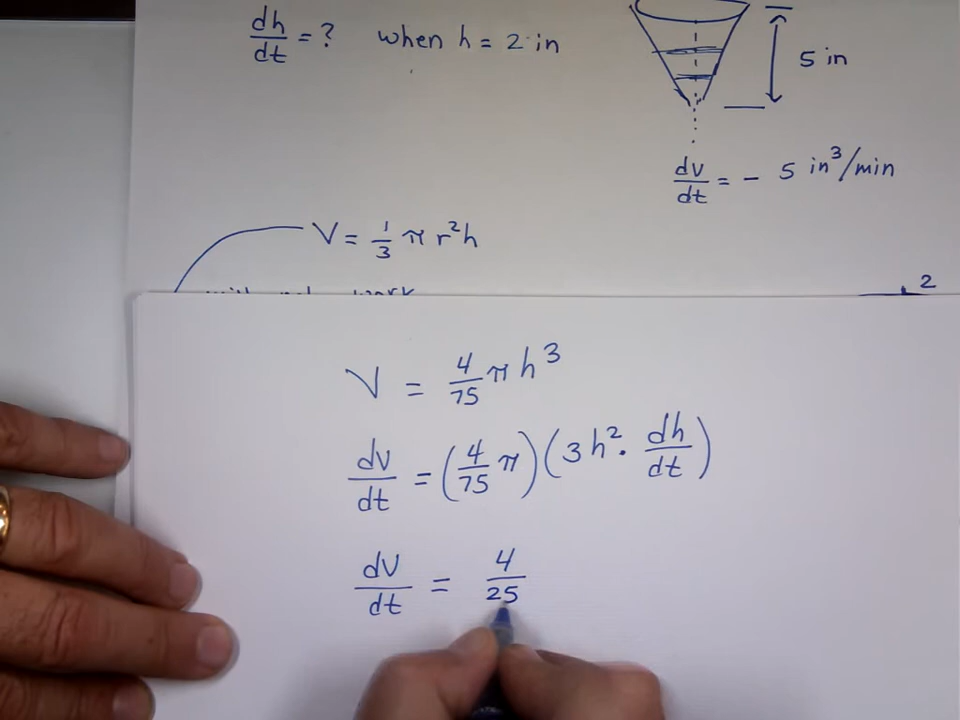 dh/dt = ? when h = 2 in
5 in
dv/dt = - 5 in³/min
V = 1/3 π r²h
2
V = 4/75 π h³
dv/dt = (4/75 π)(3h² · dh/dt)
dV/dt = 4/25